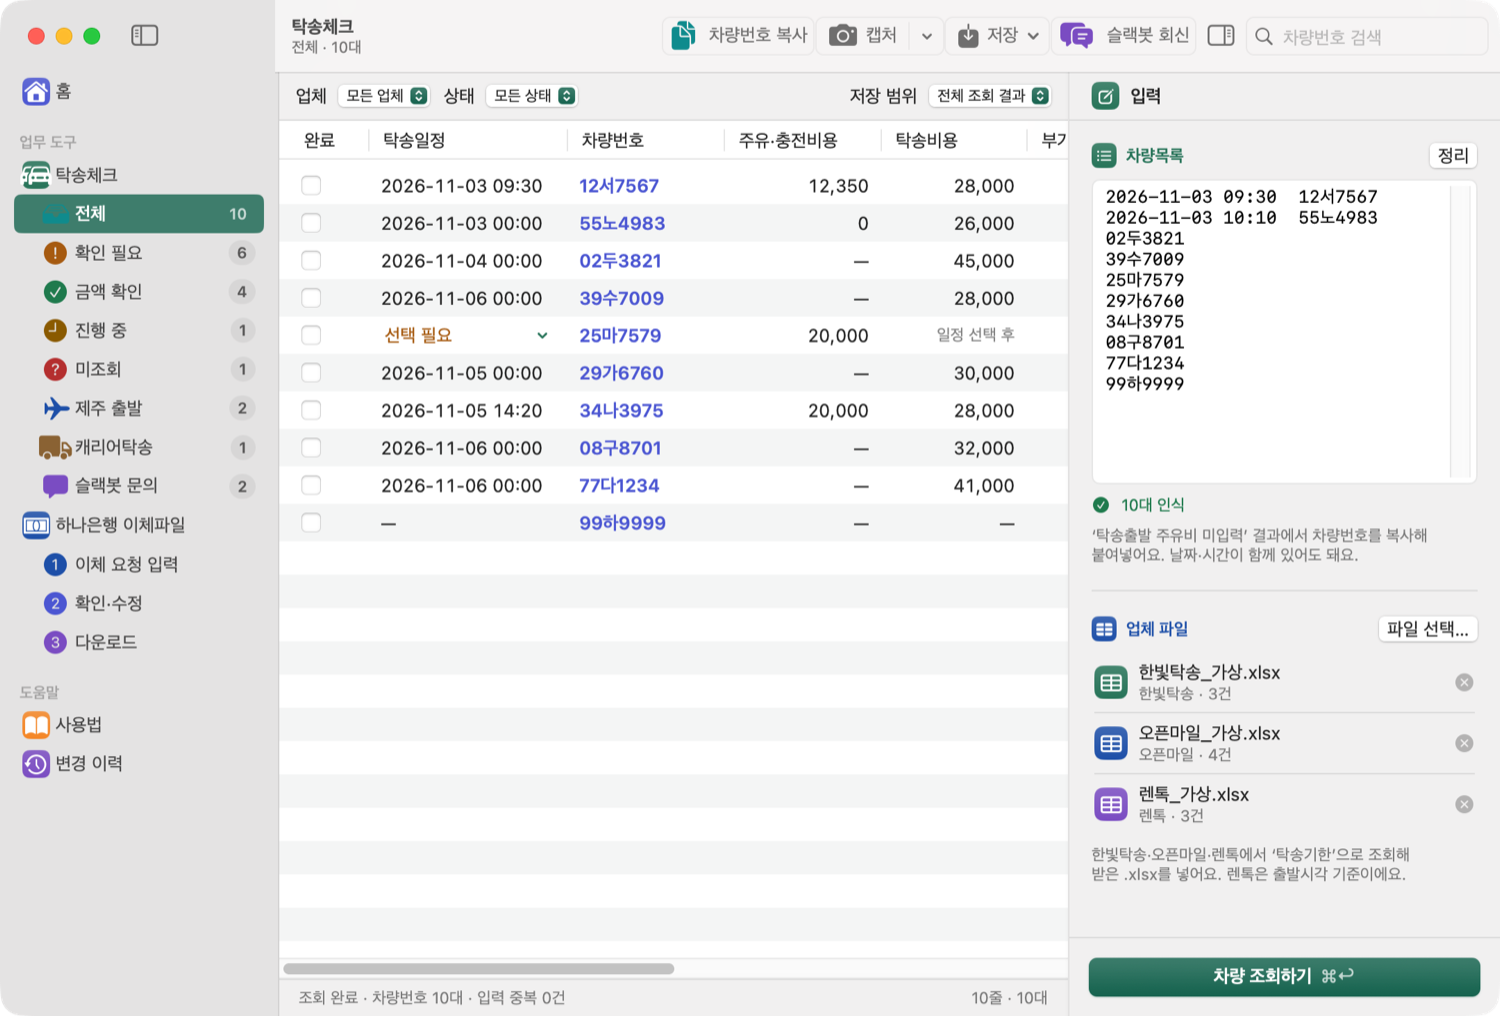 탁송체크
전체 · 10대
차량번호 복사
캡처
저장
슬랙봇 회신
차량번호 검색
홈
업무 도구
탁송체크
전체 10
확인 필요 6
금액 확인 4
진행 중 1
미조회 1
제주 출발 2
캐리어탁송 1
슬랙봇 문의 2
하나은행 이체파일
1 이체 요청 입력
2 확인·수정
3 다운로드
도움말
사용법
변경 이력
업체 모든 업체 상태 모든 상태 저장 범위 전체 조회 결과
완료 탁송일정 차량번호 주유·충전비용 탁송비용 부가
2026-11-03 09:30 12서7567 12,350 28,000
2026-11-03 00:00 55노4983 0 26,000
2026-11-04 00:00 02두3821 — 45,000
2026-11-06 00:00 39수7009 — 28,000
선택 필요 25마7579 20,000 일정 선택 후
2026-11-05 00:00 29가6760 — 30,000
2026-11-05 14:20 34나3975 20,000 28,000
2026-11-06 00:00 08구8701 — 32,000
2026-11-06 00:00 77다1234 — 41,000
— 99하9999 — —
조회 완료 · 차량번호 10대 · 입력 중복 0건 10줄 · 10대
입력
차량목록 정리
2026-11-03 09:30 12서7567
2026-11-03 10:10 55노4983
02두3821
39수7009
25마7579
29가6760
34나3975
08구8701
77다1234
99하9999
10대 인식
‘탁송출발 주유비 미입력’ 결과에서 차량번호를 복사해
붙여넣어요. 날짜·시간이 함께 있어도 돼요.
업체 파일 파일 선택...
한빛탁송_가상.xlsx
한빛탁송 · 3건
오픈마일_가상.xlsx
오픈마일 · 4건
렌톡_가상.xlsx
렌톡 · 3건
한빛탁송·오픈마일·렌톡에서 ‘탁송기한’으로 조회해
받은 .xlsx를 넣어요. 렌톡은 출발시각 기준이에요.
차량 조회하기 ⌘↩